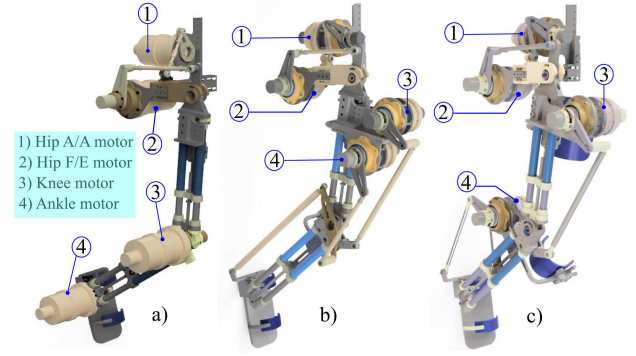 1
2
3
4
a)
1) Hip A/A motor
2) Hip F/E motor
3) Knee motor
4) Ankle motor
1
2
3
4
b)
1
2
3
4
c)